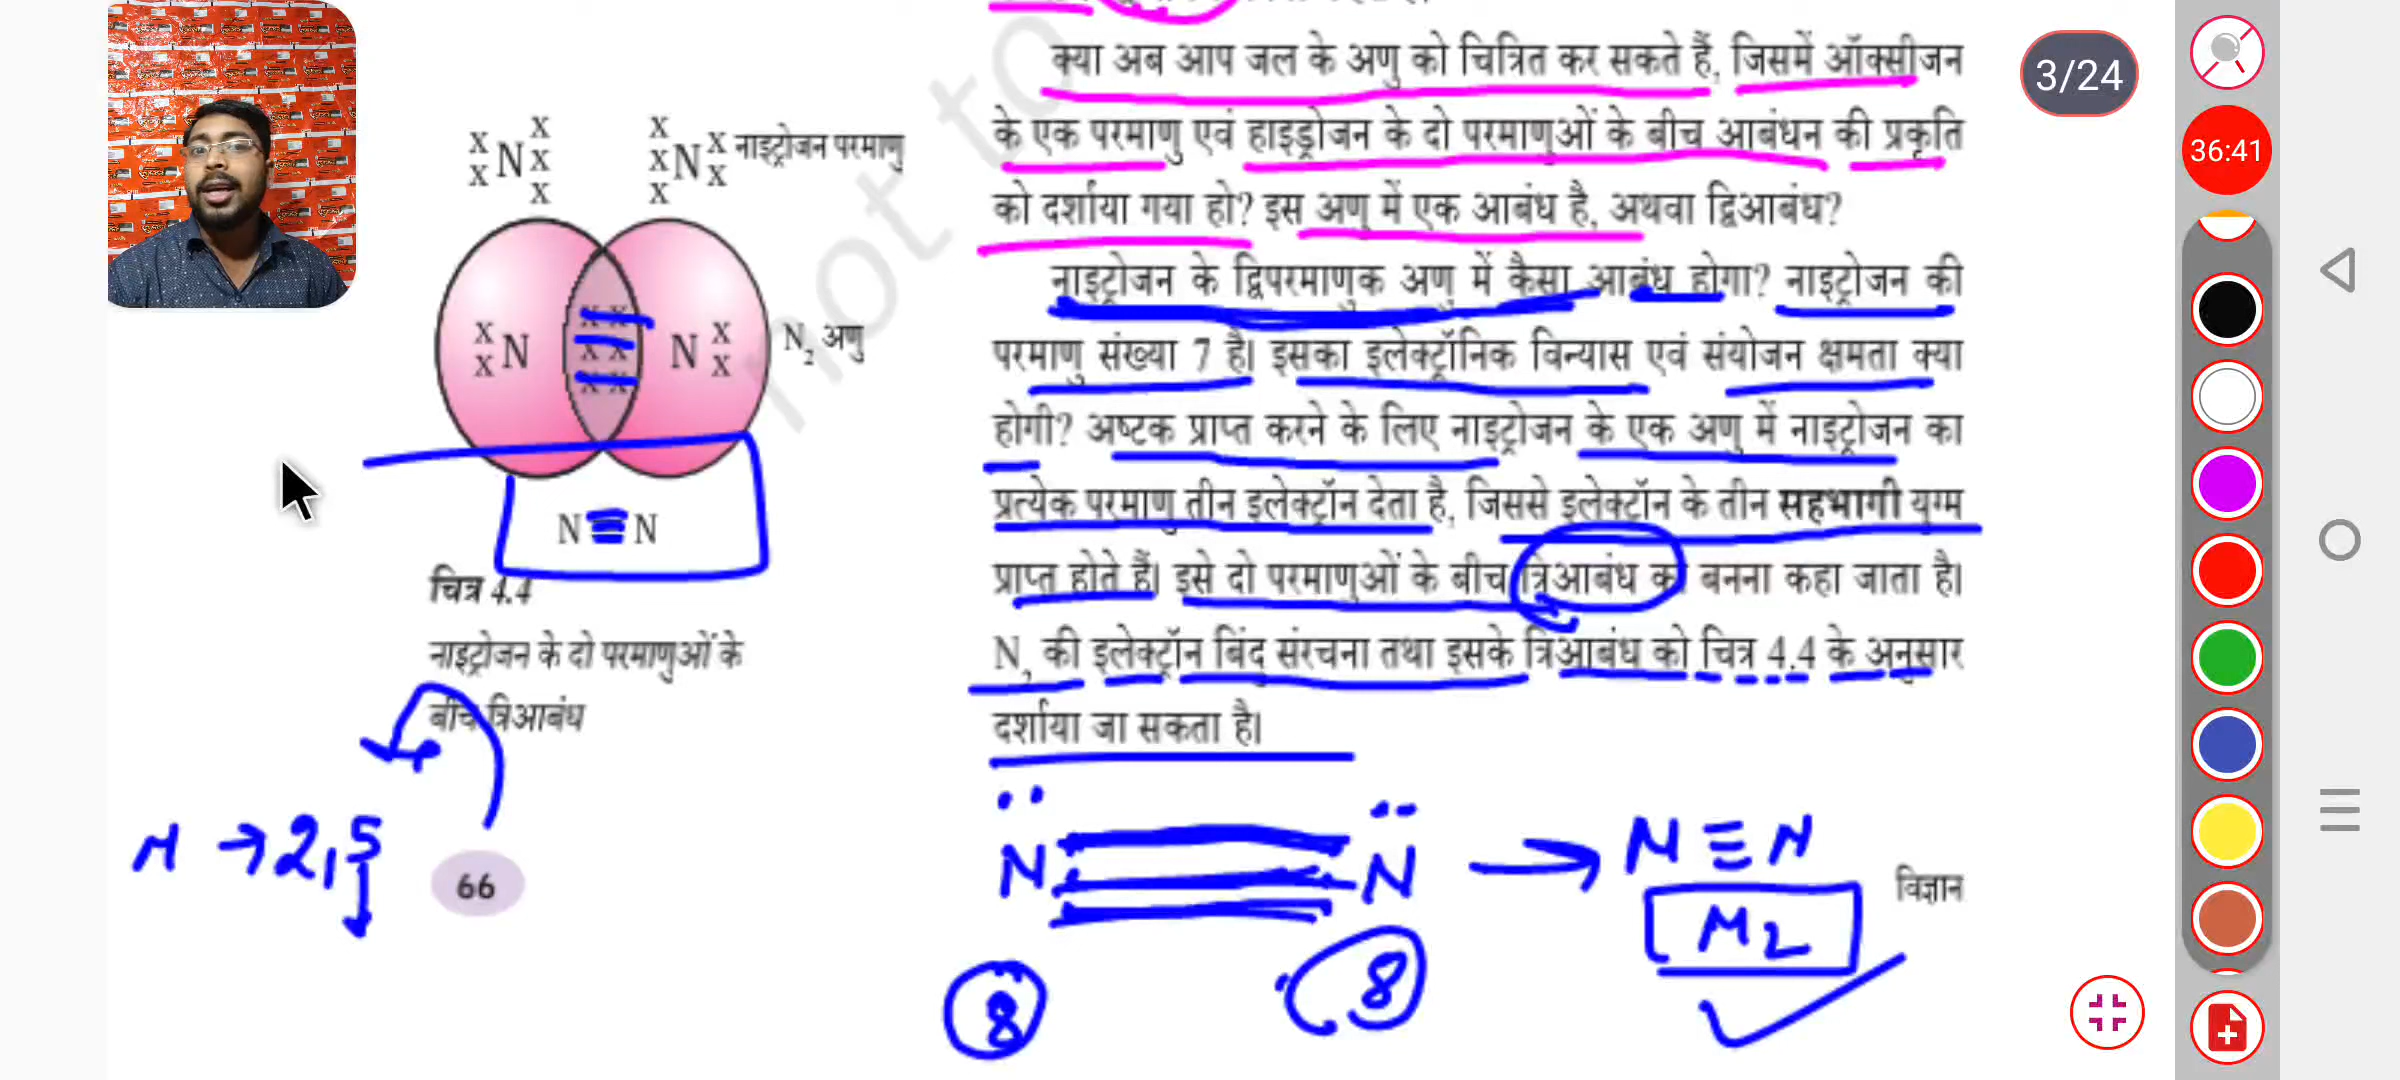 क्या अब आप जल के अणु को चित्रित कर सकते हैं, जिसमें ऑक्सीजन
के एक परमाणु एवं हाइड्रोजन के दो परमाणुओं के बीच आबंधन की प्रकृति
को दर्शाया गया हो? इस अणु में एक आबंध है, अथवा द्विआबंध?
नाइट्रोजन के द्विपरमाणुक अणु में कैसा आबंध होगा? नाइट्रोजन की
परमाणु संख्या 7 है। इसका इलेक्ट्रॉनिक विन्यास एवं संयोजन क्षमता क्या
होगी? अष्टक प्राप्त करने के लिए नाइट्रोजन के एक अणु में नाइट्रोजन का
प्रत्येक परमाणु तीन इलेक्ट्रॉन देता है, जिससे इलेक्ट्रॉन के तीन सहभागी युग्म
प्राप्त होते हैं। इसे दो परमाणुओं के बीच त्रिआबंध का बनना कहा जाता है।
N2 की इलेक्ट्रॉन बिंदु संरचना तथा इसके त्रिआबंध को चित्र 4.4 के अनुसार
दर्शाया जा सकता है।
x x N x x x
x x x N x x नाइट्रोजन परमाणु
x x N x x x x x x N x x N2 अणु
N ≡ N
चित्र 4.4
नाइट्रोजन के दो परमाणुओं के
बीच त्रिआबंध
N → 2,5
66
N ≡ N → N ≡ N
N2
8 8
विज्ञान
not to
3/24
36:41